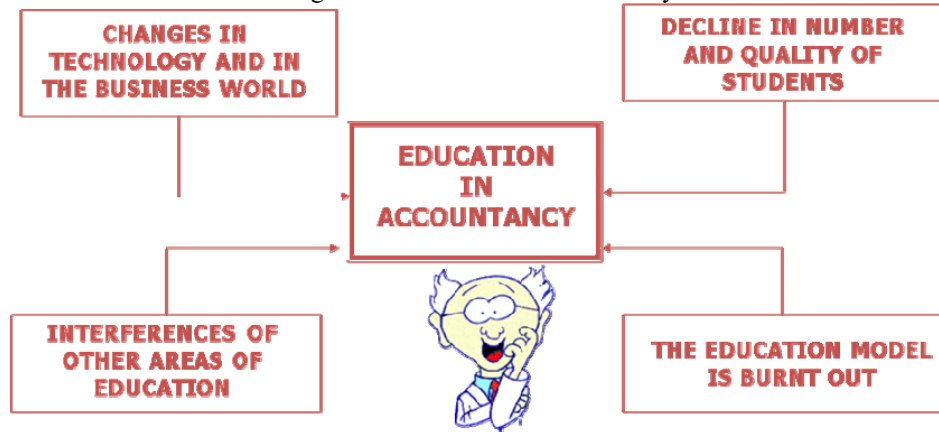 CHANGES IN
TECHNOLOGY AND IN
THE BUSINESS WORLD
DECLINE IN NUMBER
AND QUALITY OF
STUDENTS
EDUCATION
IN
ACCOUNTANCY
INTERFERENCES OF
OTHER AREAS OF
EDUCATION
THE EDUCATION MODEL
IS BURNT OUT